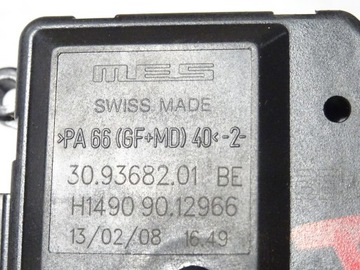 MES
SWISS MADE
>PA 66 (GF+MD) 40< -2-
30.93682.01 BE
H1490 90.12966
13/02/08 16.49